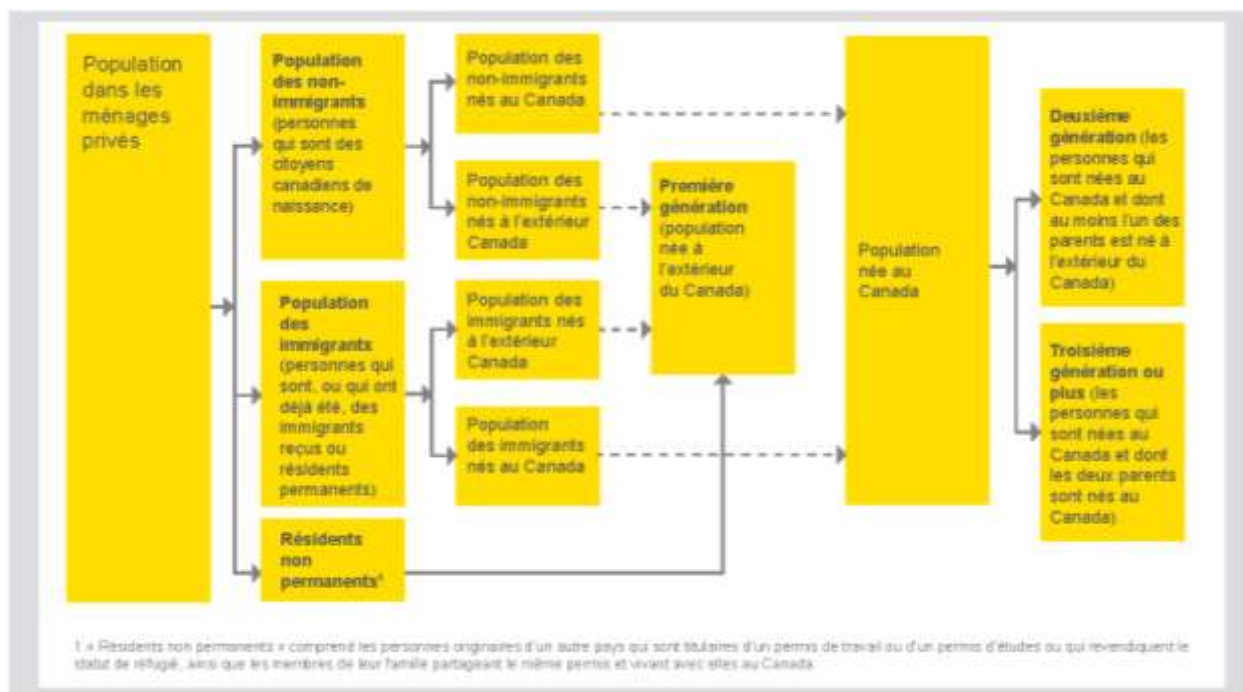 Population
dans les
ménages
privés
Population
des non-
immigrants
(personnes
qui sont des
citoyens
canadiens de
naissance)
Population
des
immigrants
(personnes qui
sont, ou qui ont
déjà été, des
immigrants
reçus ou
résidents
permanents)
Résidents
non
permanents¹
Population des
non-immigrants
nés au Canada
Population des
non-immigrants
nés à l'extérieur
Canada
Population des
immigrants nés
à l'extérieur
Canada
Population
des immigrants
nés au Canada
Première
génération
(population
née à
l'extérieur
du Canada)
Population
née au
Canada
Deuxième
génération (les
personnes qui
sont nées au
Canada et dont
au moins l'un des
parents est né à
l'extérieur du
Canada)
Troisième
génération ou
plus (les
personnes qui
sont nées au
Canada et dont
les deux parents
sont nés au
Canada)
1 « Résidents non permanents » comprend les personnes originaires d'un autre pays qui sont titulaires d'un permis de travail ou d'un permis d'études ou qui revendiquent le
statut de réfugié, ainsi que les membres de leur famille partageant le même permis et vivant avec elles au Canada.